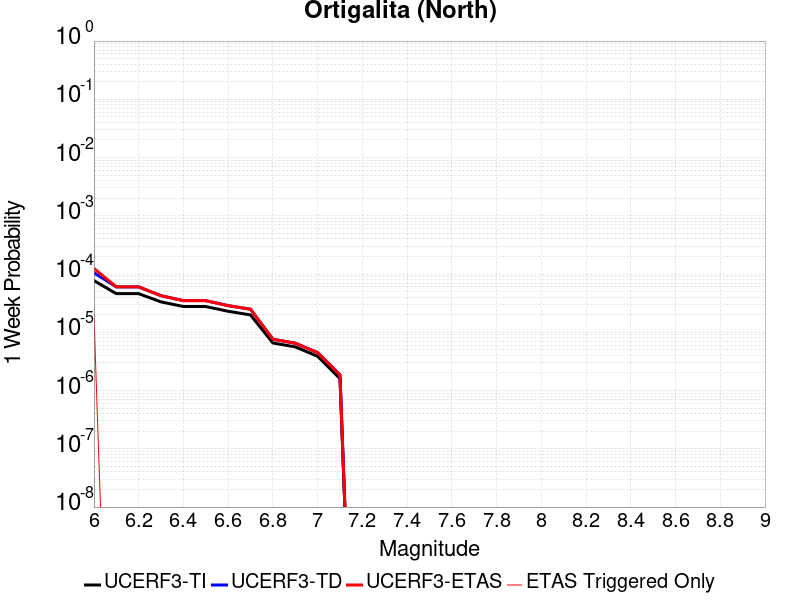 Ortigalita (North)
10^0
10^-1
10^-2
10^-3
10^-4
10^-5
10^-6
10^-7
10^-8
1 Week Probability
6 6.2 6.4 6.6 6.8 7 7.2 7.4 7.6 7.8 8 8.2 8.4 8.6 8.8 9
Magnitude
UCERF3-TI UCERF3-TD UCERF3-ETAS ETAS Triggered Only